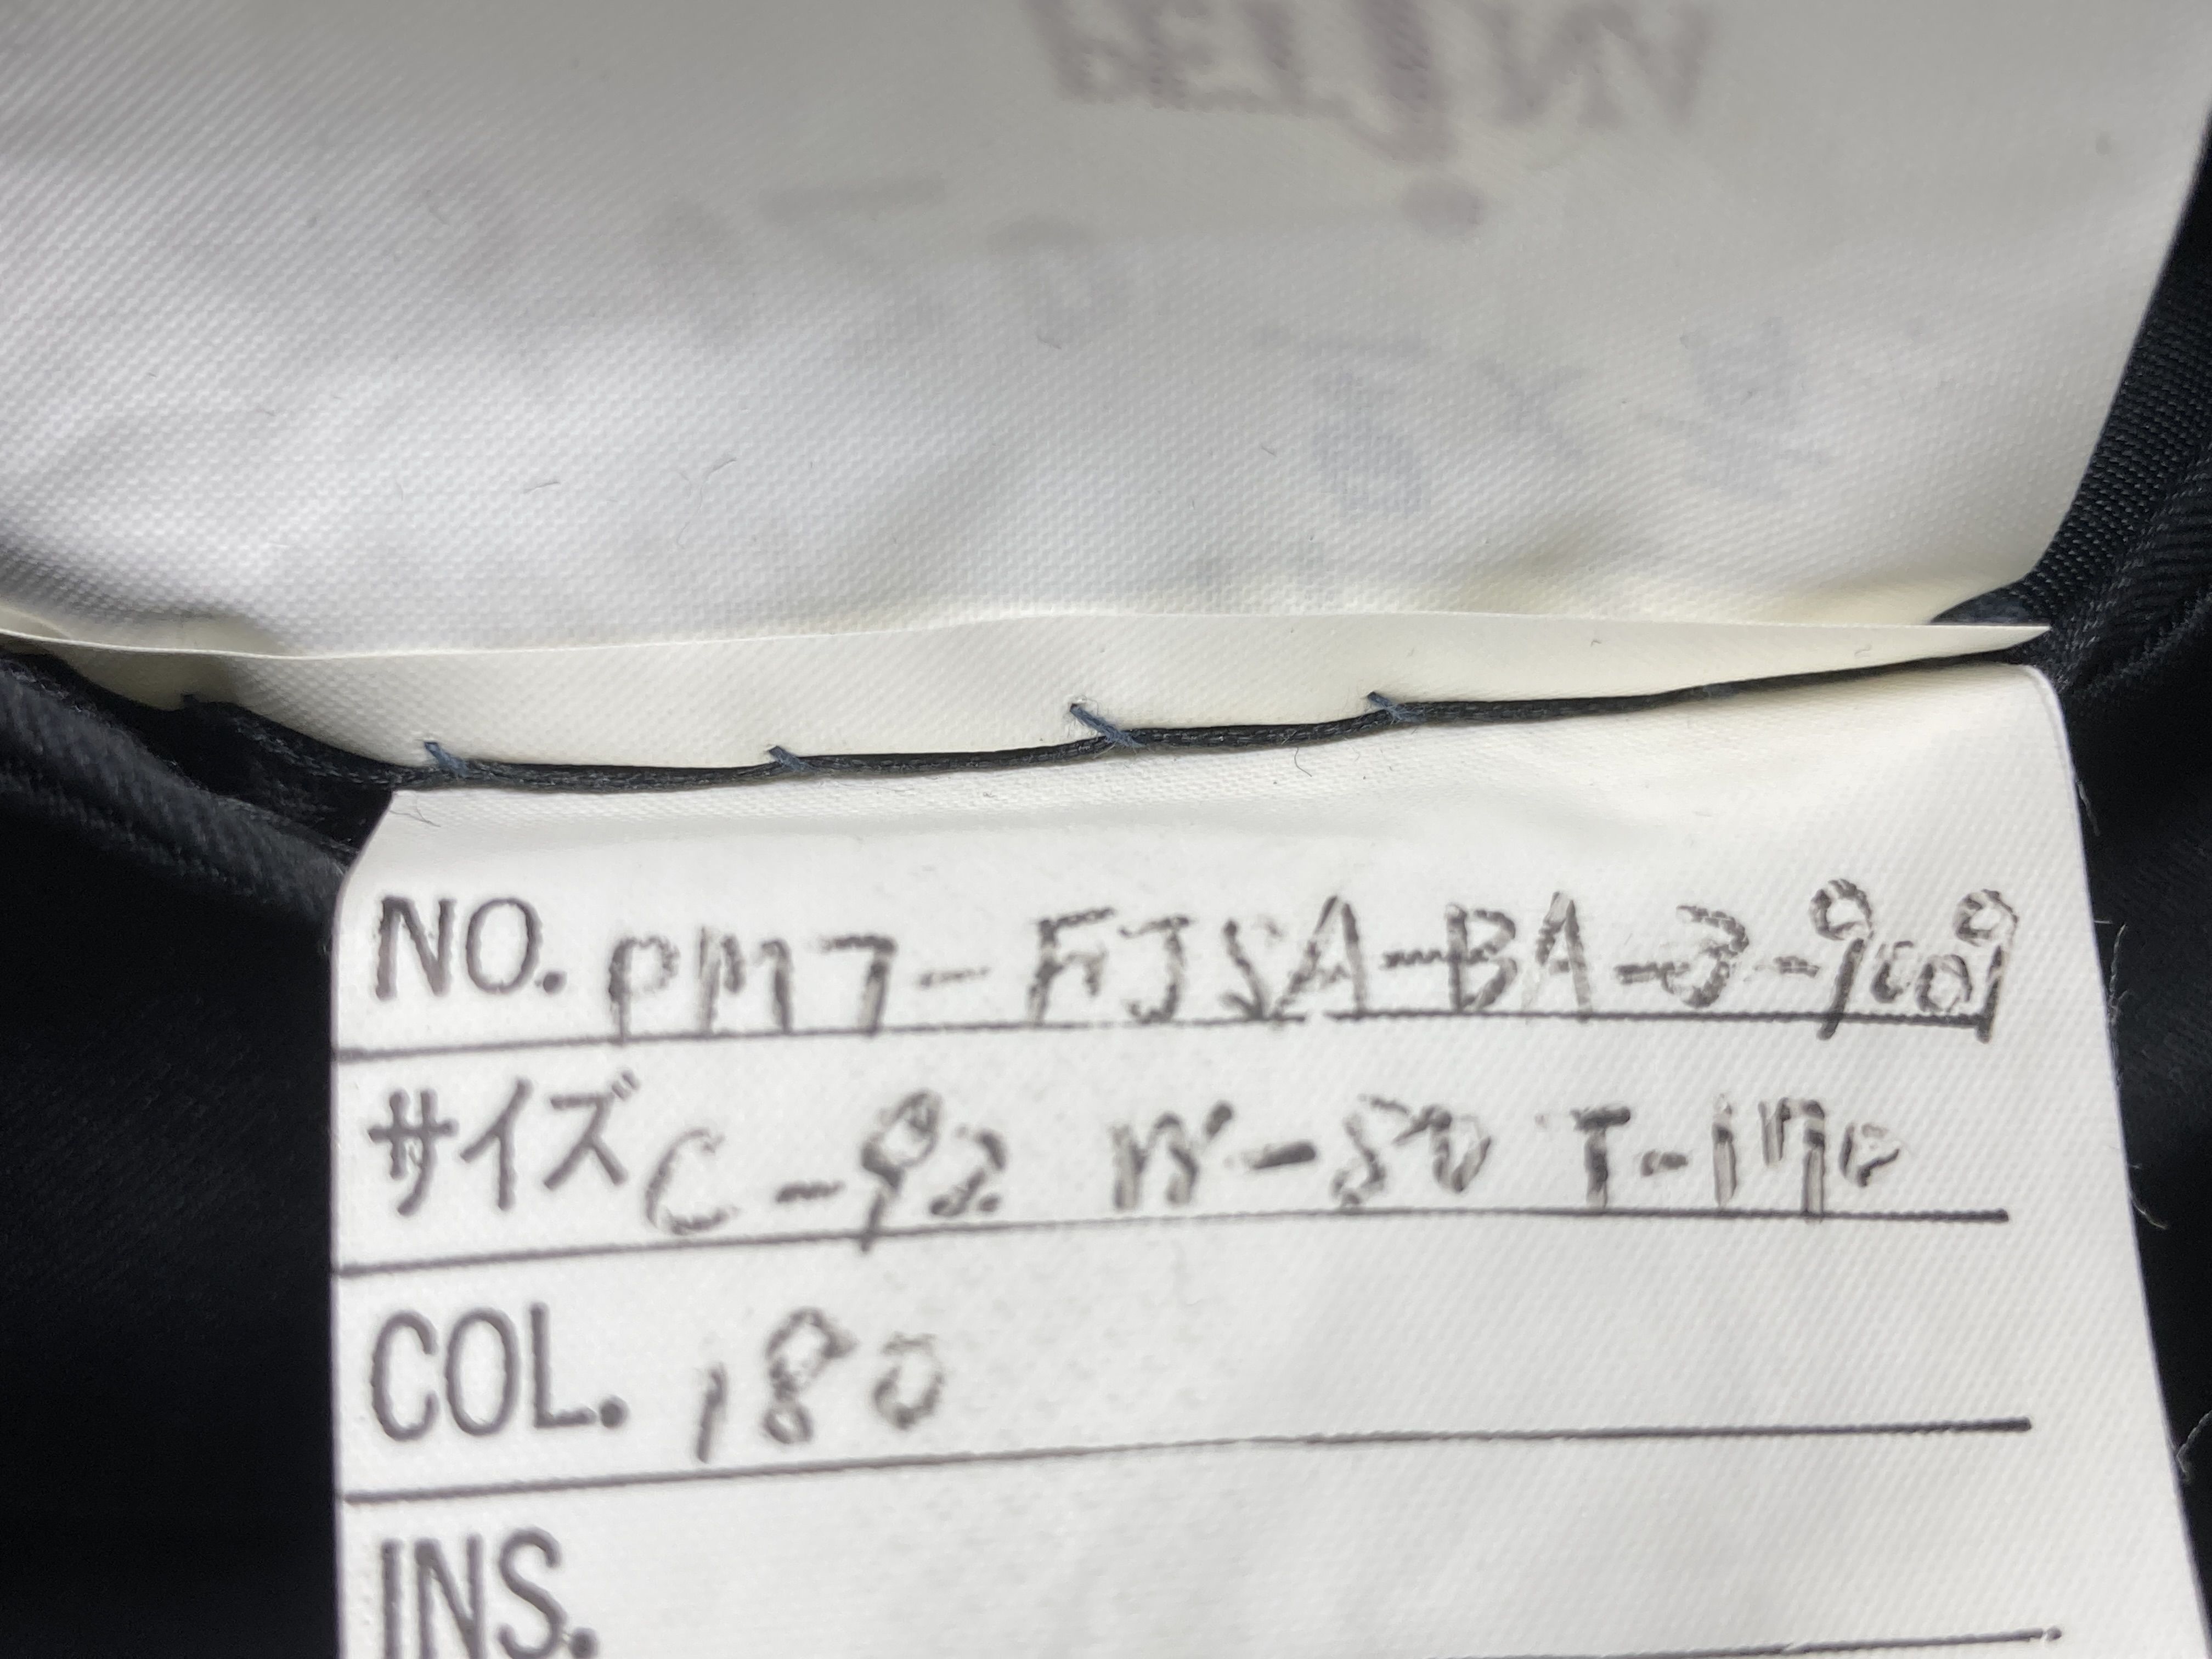 NO. PM7-FJSA-BA-3-9009
サイズ C-92 W-80 T-170
COL. 180
INS.